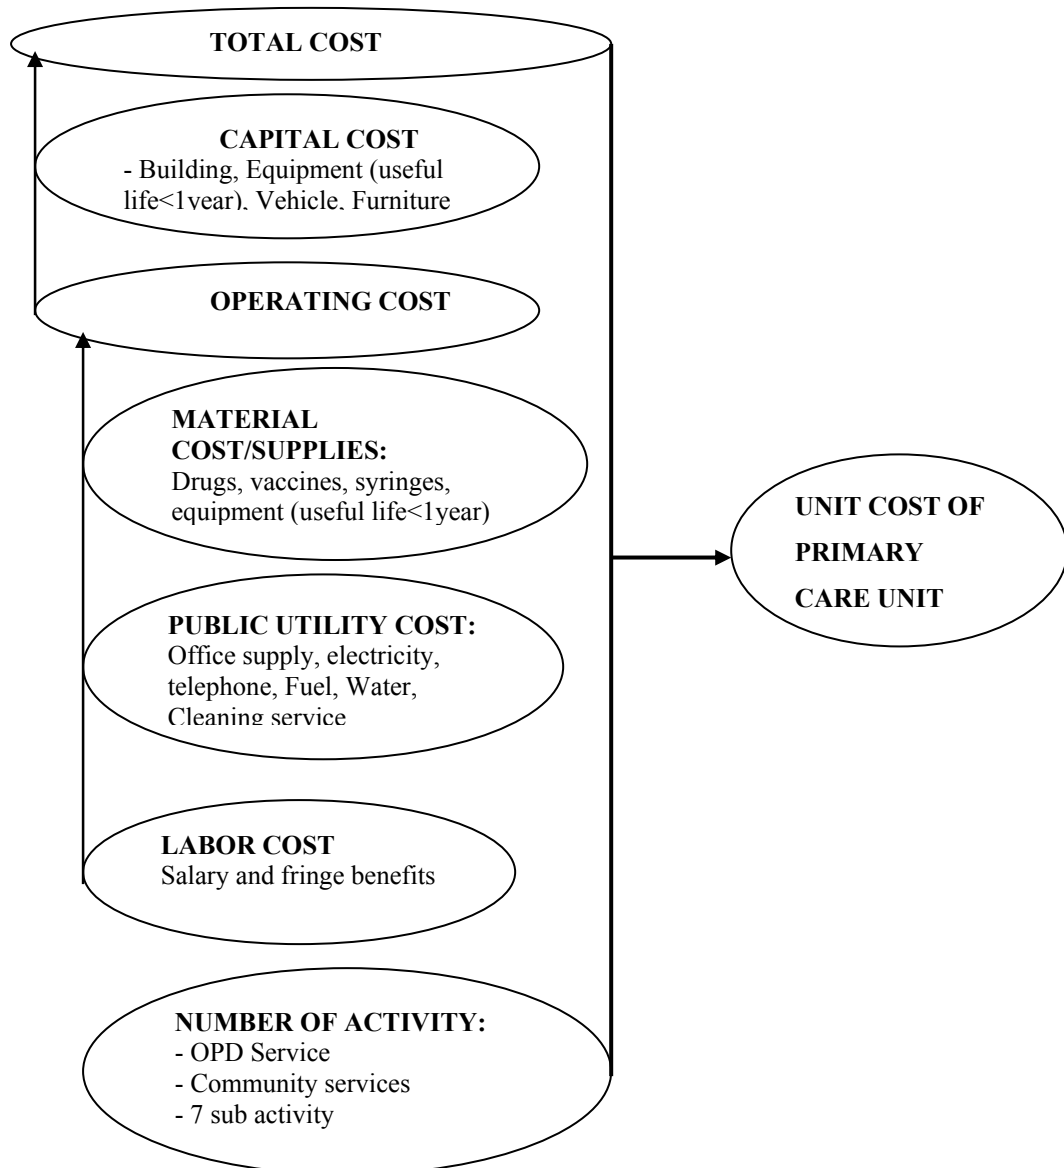 TOTAL COST
CAPITAL COST
- Building, Equipment (useful
life<1year), Vehicle, Furniture
OPERATING COST
MATERIAL
COST/SUPPLIES:
Drugs, vaccines, syringes,
equipment (useful life<1year)
PUBLIC UTILITY COST:
Office supply, electricity,
telephone, Fuel, Water,
Cleaning service
LABOR COST
Salary and fringe benefits
NUMBER OF ACTIVITY:
- OPD Service
- Community services
- 7 sub activity
UNIT COST OF
PRIMARY
CARE UNIT